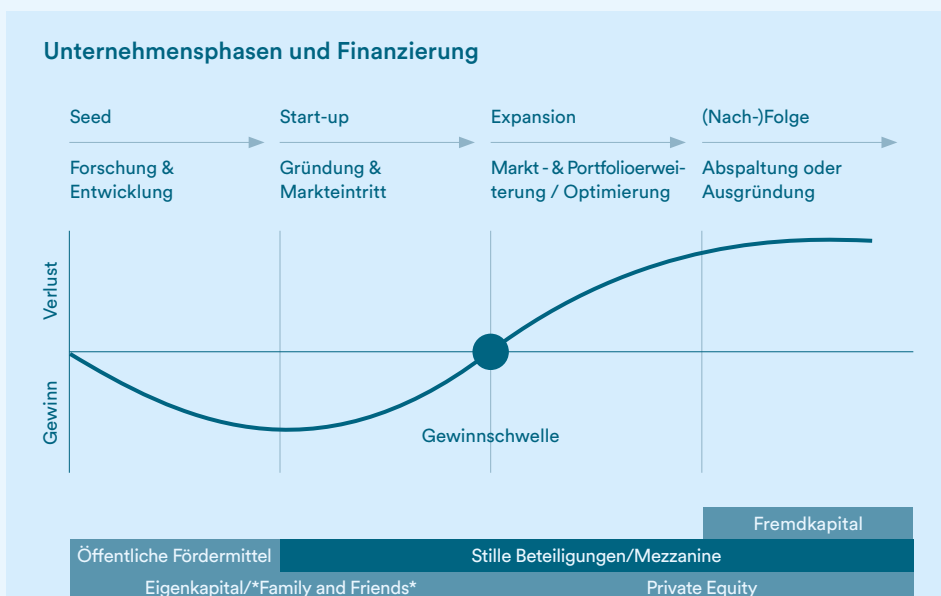 Unternehmensphasen und Finanzierung
Seed
Start-up
Expansion
(Nach-)Folge
Forschung &
Entwicklung
Gründung &
Markteintritt
Markt - & Portfolioerwei-
terung / Optimierung
Abspaltung oder
Ausgründung
Verlust
Gewinn
Gewinnschwelle
Fremdkapital
Öffentliche Fördermittel
Stille Beteiligungen/Mezzanine
Eigenkapital/*Family and Friends*
Private Equity